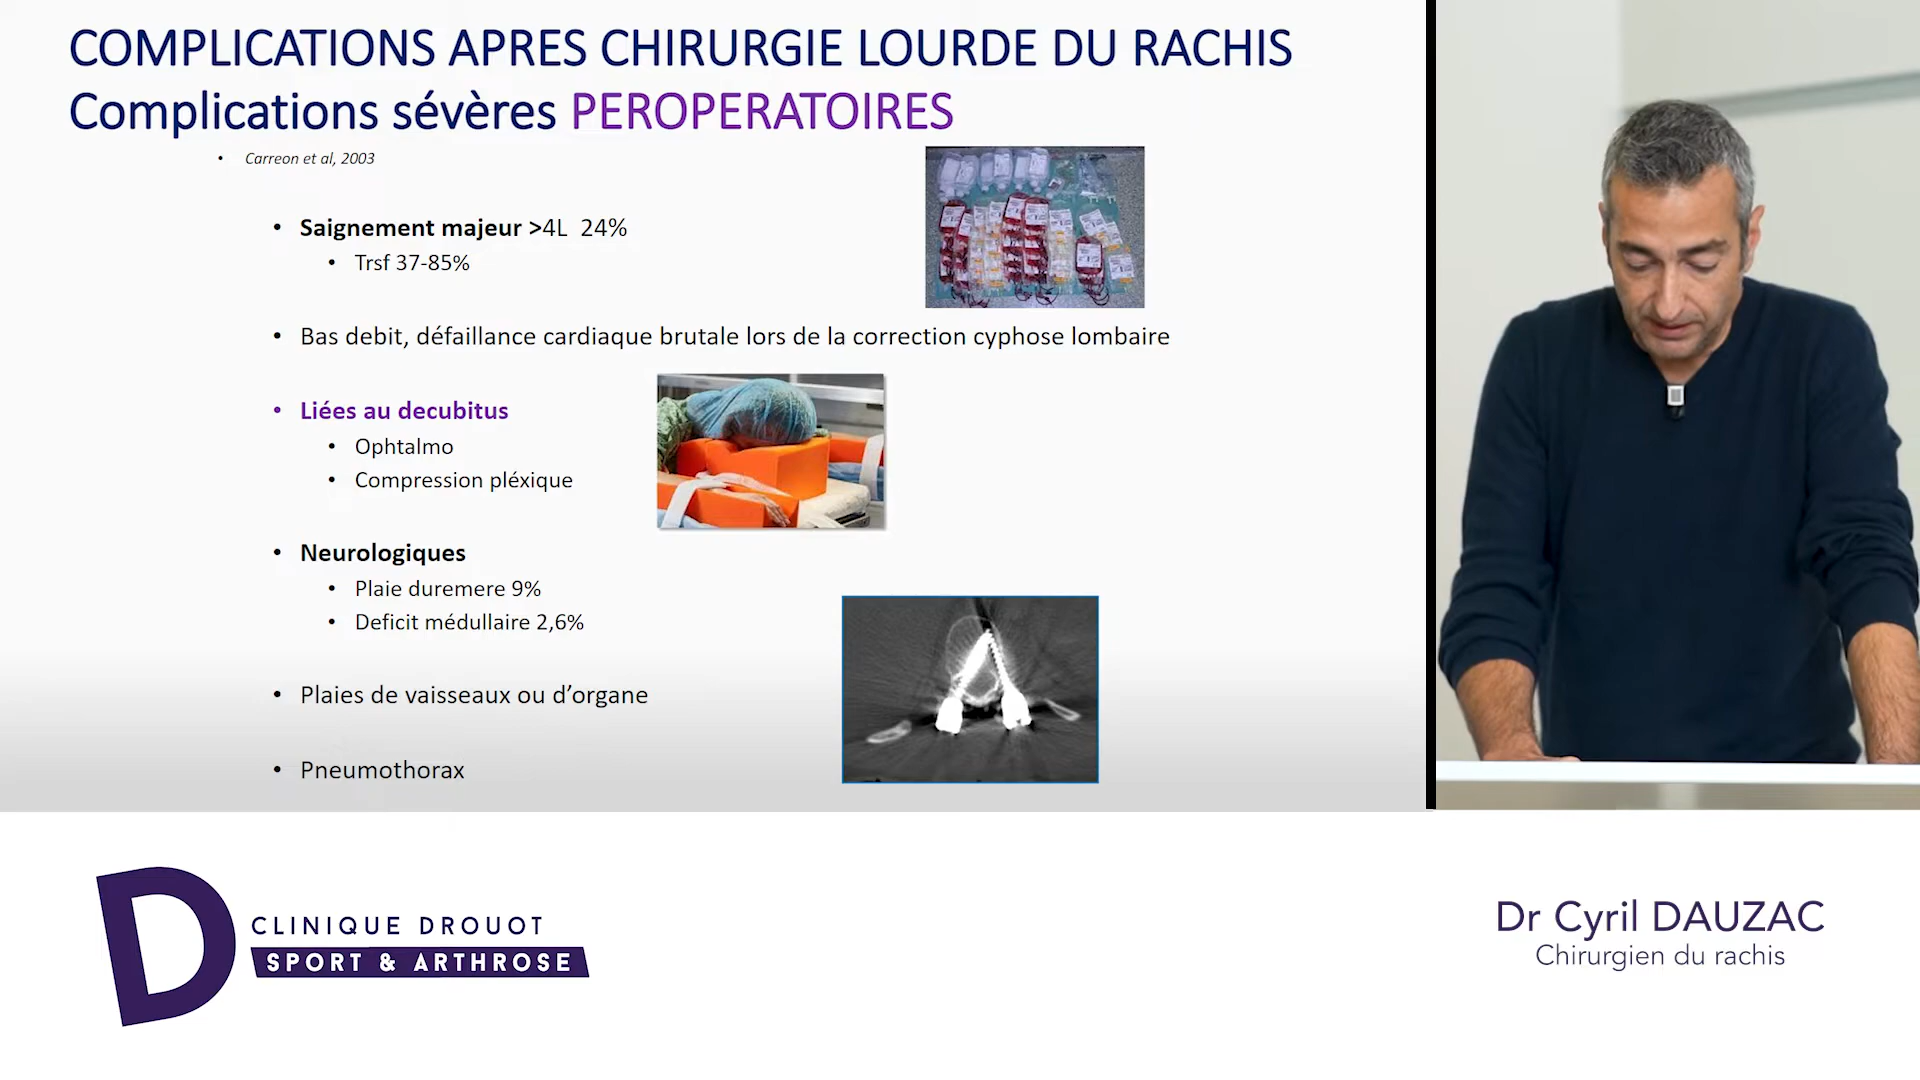 COMPLICATIONS APRES CHIRURGIE LOURDE DU RACHIS
Complications sévères PEROPERATOIRES
• Carreon et al, 2003
• Saignement majeur >4L 24%
• Trsf 37-85%
• Bas debit, défaillance cardiaque brutale lors de la correction cyphose lombaire
• Liées au decubitus
• Ophtalmo
• Compression pléxique
• Neurologiques
• Plaie duremere 9%
• Deficit médullaire 2,6%
• Plaies de vaisseaux ou d’organe
• Pneumothorax
D
CLINIQUE DROUOT
SPORT & ARTHROSE
Dr Cyril DAUZAC
Chirurgien du rachis